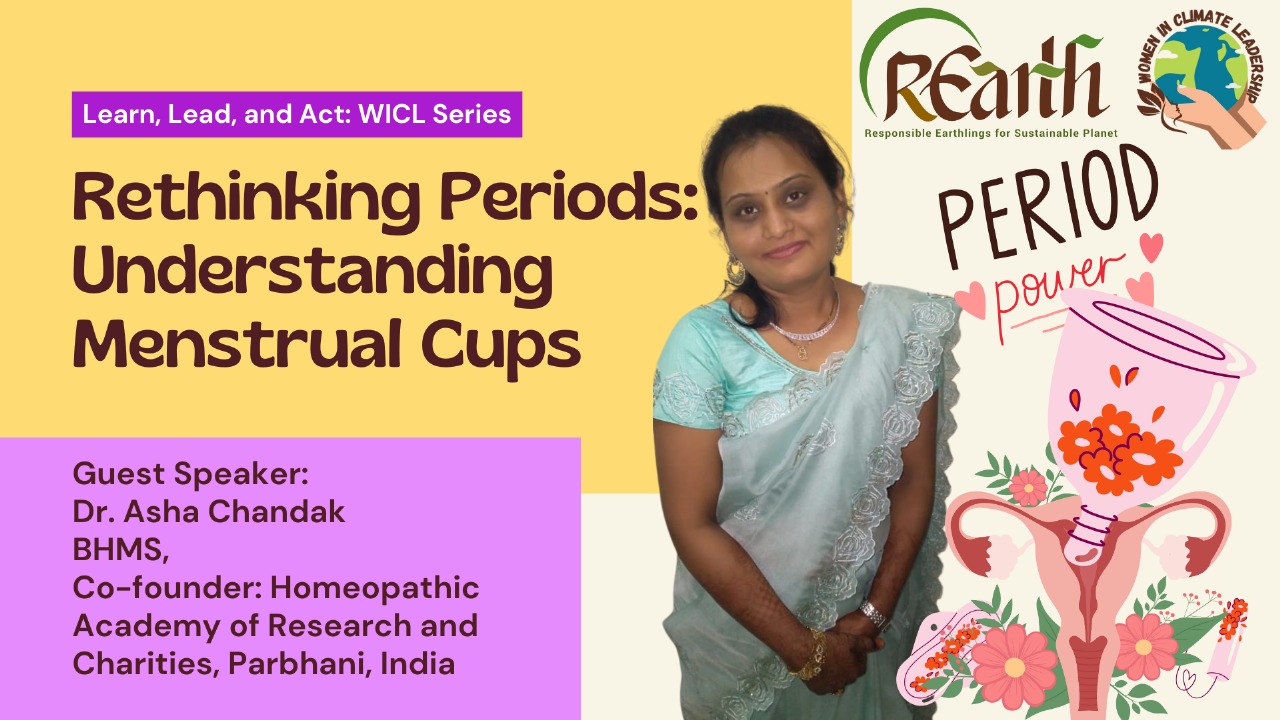 Learn, Lead, and Act: WICL Series
Rethinking Periods:
Understanding
Menstrual Cups
Guest Speaker:
Dr. Asha Chandak
BHMS,
Co-founder: Homeopathic
Academy of Research and
Charities, Parbhani, India
REarth
Responsible Earthlings for Sustainable Planet
WOMEN IN CLIMATE LEADERSHIP
PERIOD
power